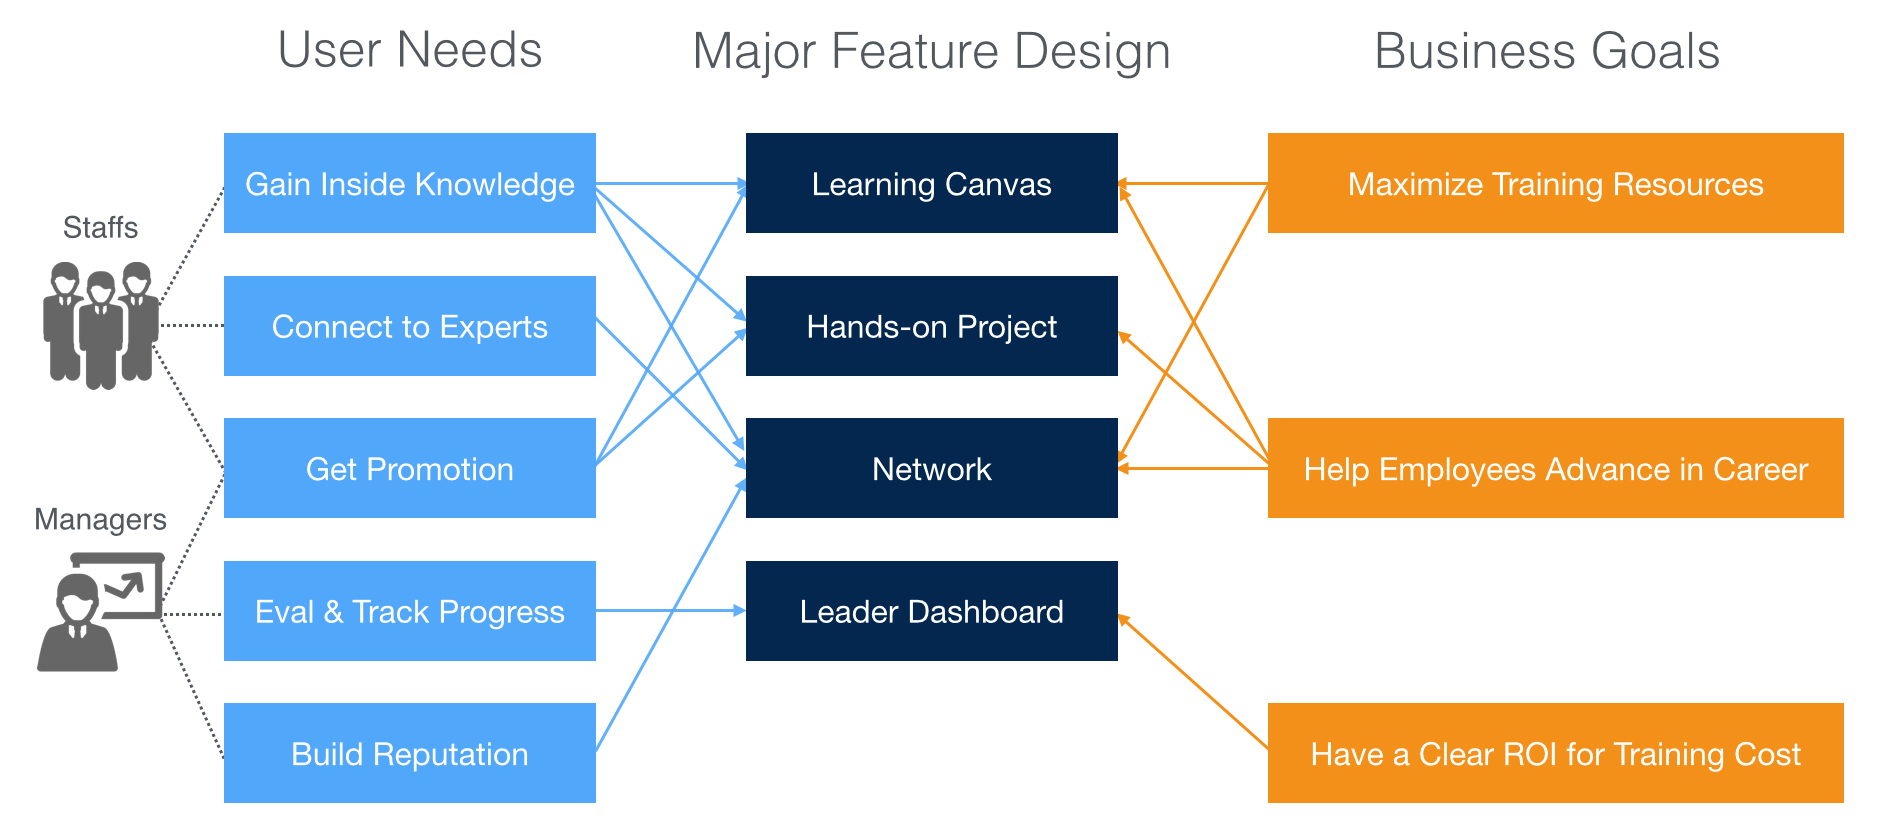 User Needs
Major Feature Design
Business Goals
Staffs
Managers
Gain Inside Knowledge
Connect to Experts
Get Promotion
Eval & Track Progress
Build Reputation
Learning Canvas
Hands-on Project
Network
Leader Dashboard
Maximize Training Resources
Help Employees Advance in Career
Have a Clear ROI for Training Cost